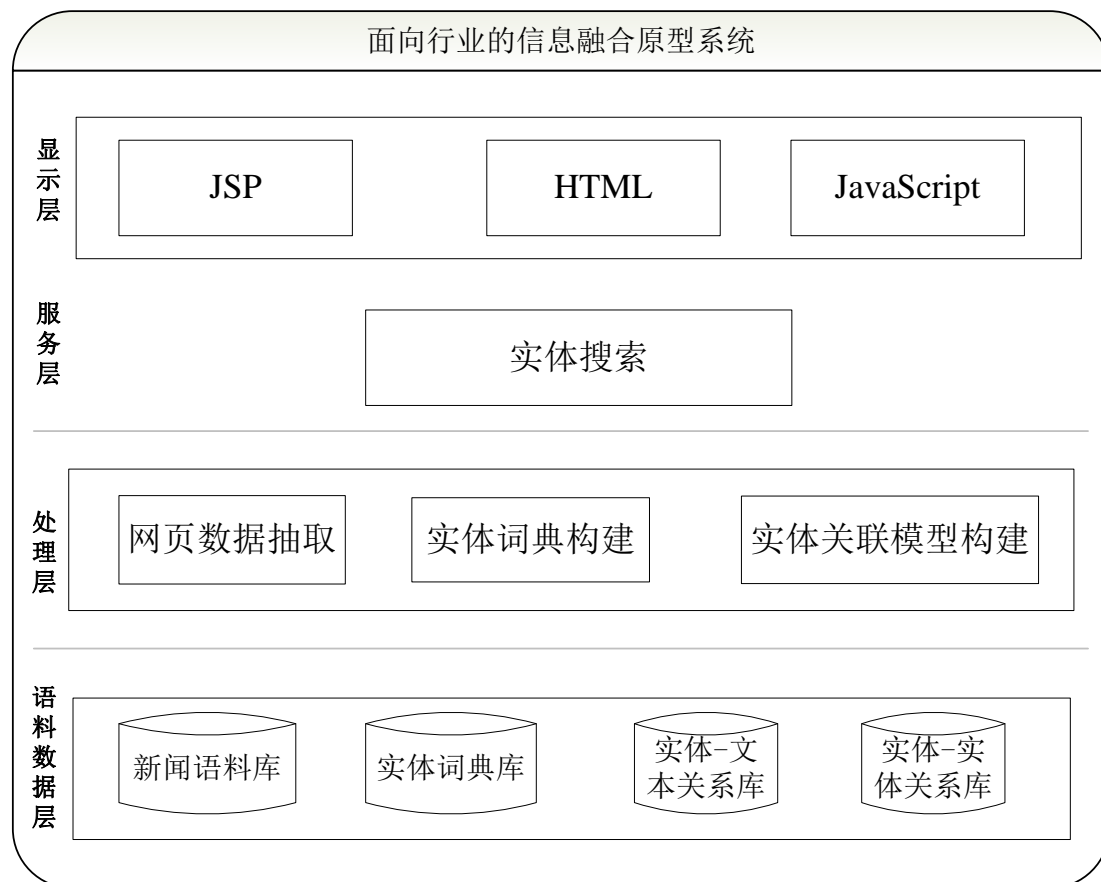 面向行业的信息融合原型系统
显示层
JSP
HTML
JavaScript
服务层
实体搜索
处理层
网页数据抽取
实体词典构建
实体关联模型构建
语料数据层
新闻语料库
实体词典库
实体-文
本关系库
实体-实
体关系库